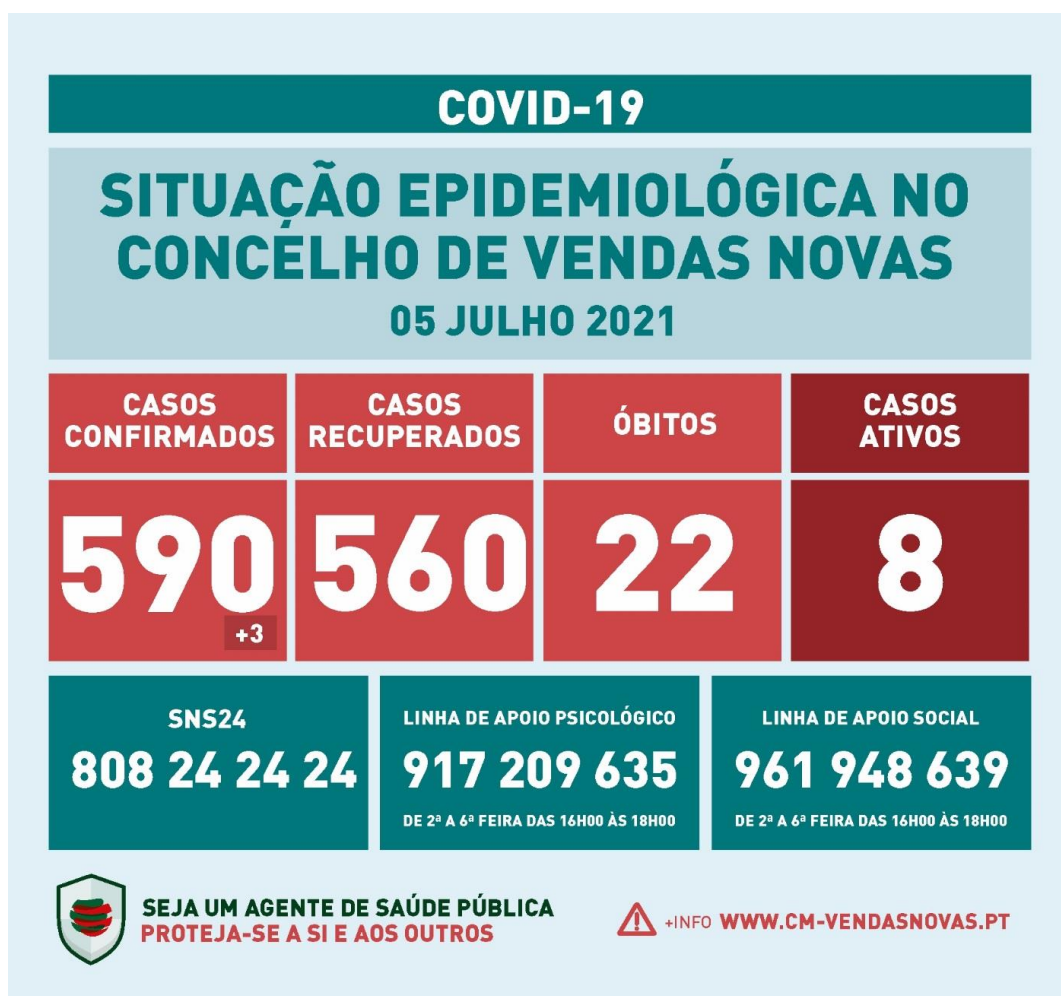 COVID-19
SITUAÇÃO EPIDEMIOLÓGICA NO
CONCELHO DE VENDAS NOVAS
05 JULHO 2021
CASOS
CONFIRMADOS
590
+3
CASOS
RECUPERADOS
560
ÓBITOS
22
CASOS
ATIVOS
8
SNS24
808 24 24 24
LINHA DE APOIO PSICOLÓGICO
917 209 635
DE 2ª A 6ª FEIRA DAS 16H00 ÀS 18H00
LINHA DE APOIO SOCIAL
961 948 639
DE 2ª A 6ª FEIRA DAS 16H00 ÀS 18H00
SEJA UM AGENTE DE SAÚDE PÚBLICA
PROTEJA-SE A SI E AOS OUTROS
+INFO WWW.CM-VENDASNOVAS.PT